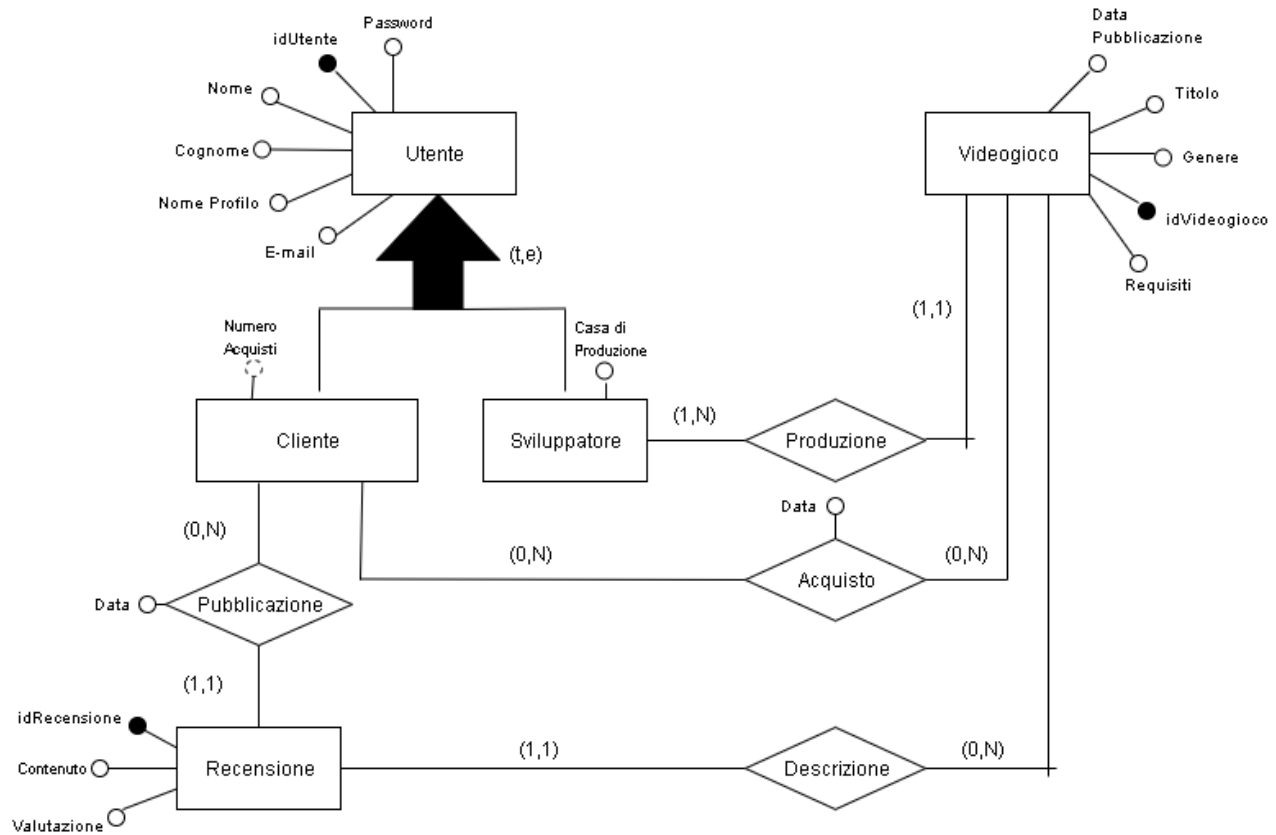 Password
idUtente
Nome
Cognome
Nome Profilo
E-mail
Utente
(t,e)
Data
Pubblicazione
Titolo
Genere
idVideogioco
Requisiti
Videogioco
(1,1)
Numero
Acquisti
Casa di
Produzione
Cliente
Sviluppatore
(1,N)
Produzione
(0,N)
Data
(0,N)
Acquisto
(0,N)
Data
Pubblicazione
(1,1)
idRecensione
Contenuto
Valutazione
Recensione
(1,1)
Descrizione
(0,N)